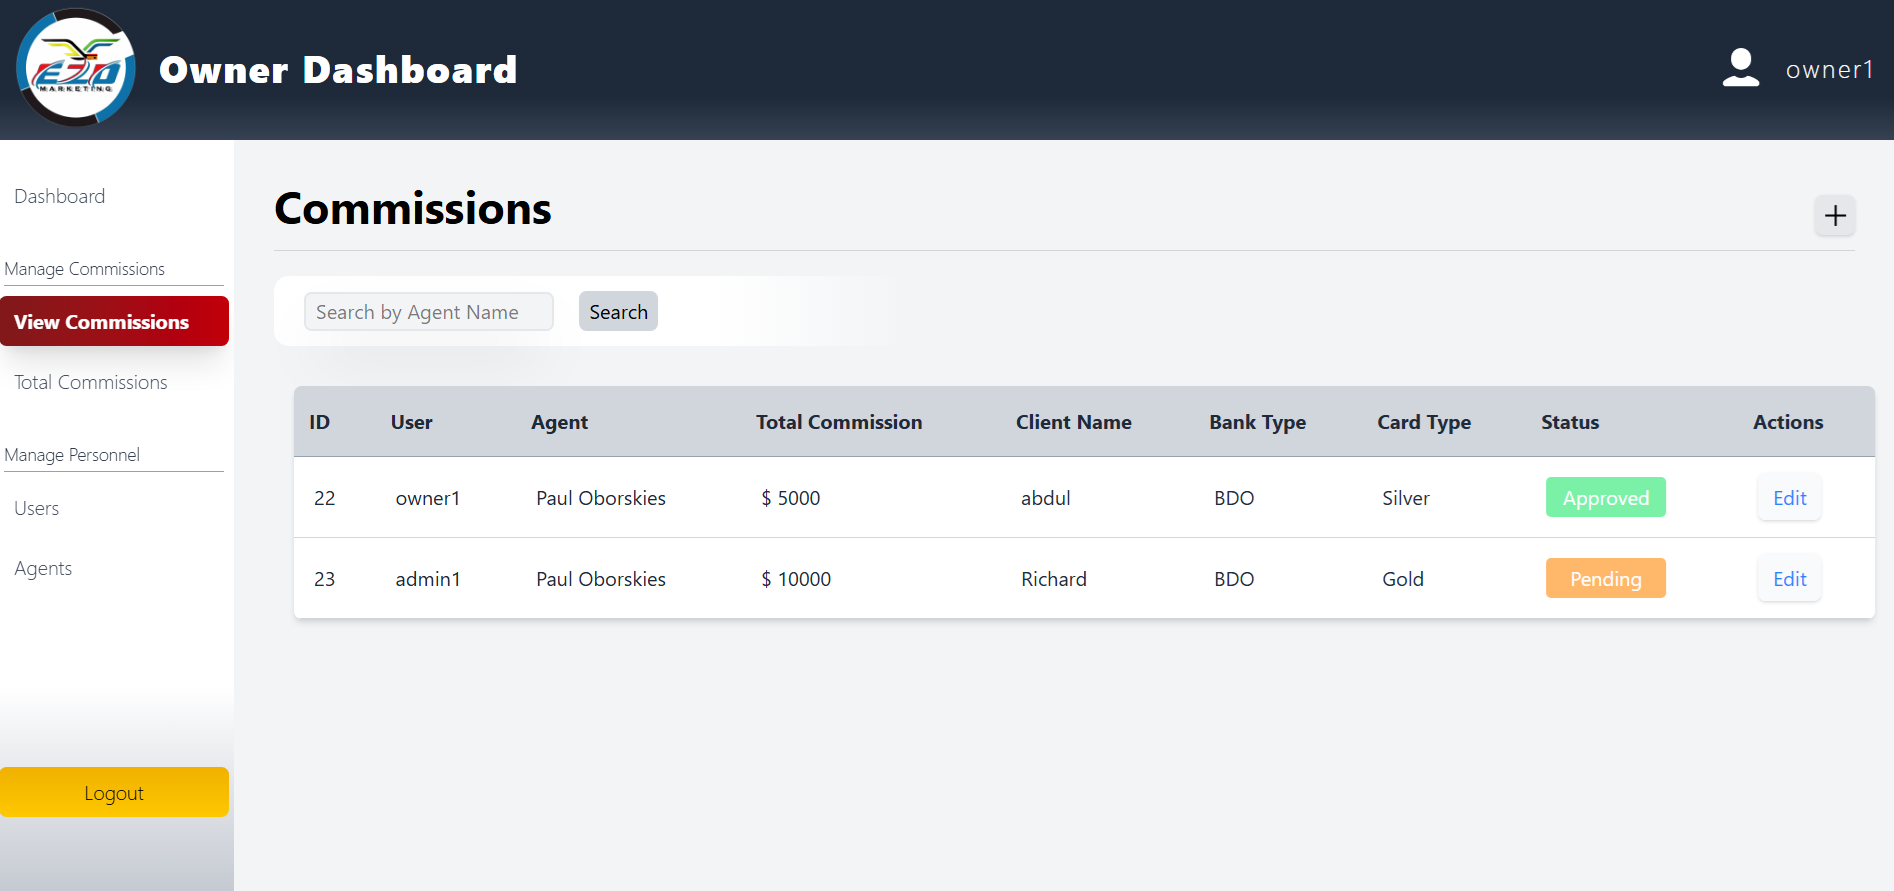 EZO
MARKETING
Owner Dashboard
owner1
Dashboard
Manage Commissions
View Commissions
Total Commissions
Manage Personnel
Users
Agents
Logout
Commissions
Search by Agent Name
Search
ID User Agent Total Commission Client Name Bank Type Card Type Status Actions
22 owner1 Paul Oborskies $ 5000 abdul BDO Silver Approved Edit
23 admin1 Paul Oborskies $ 10000 Richard BDO Gold Pending Edit